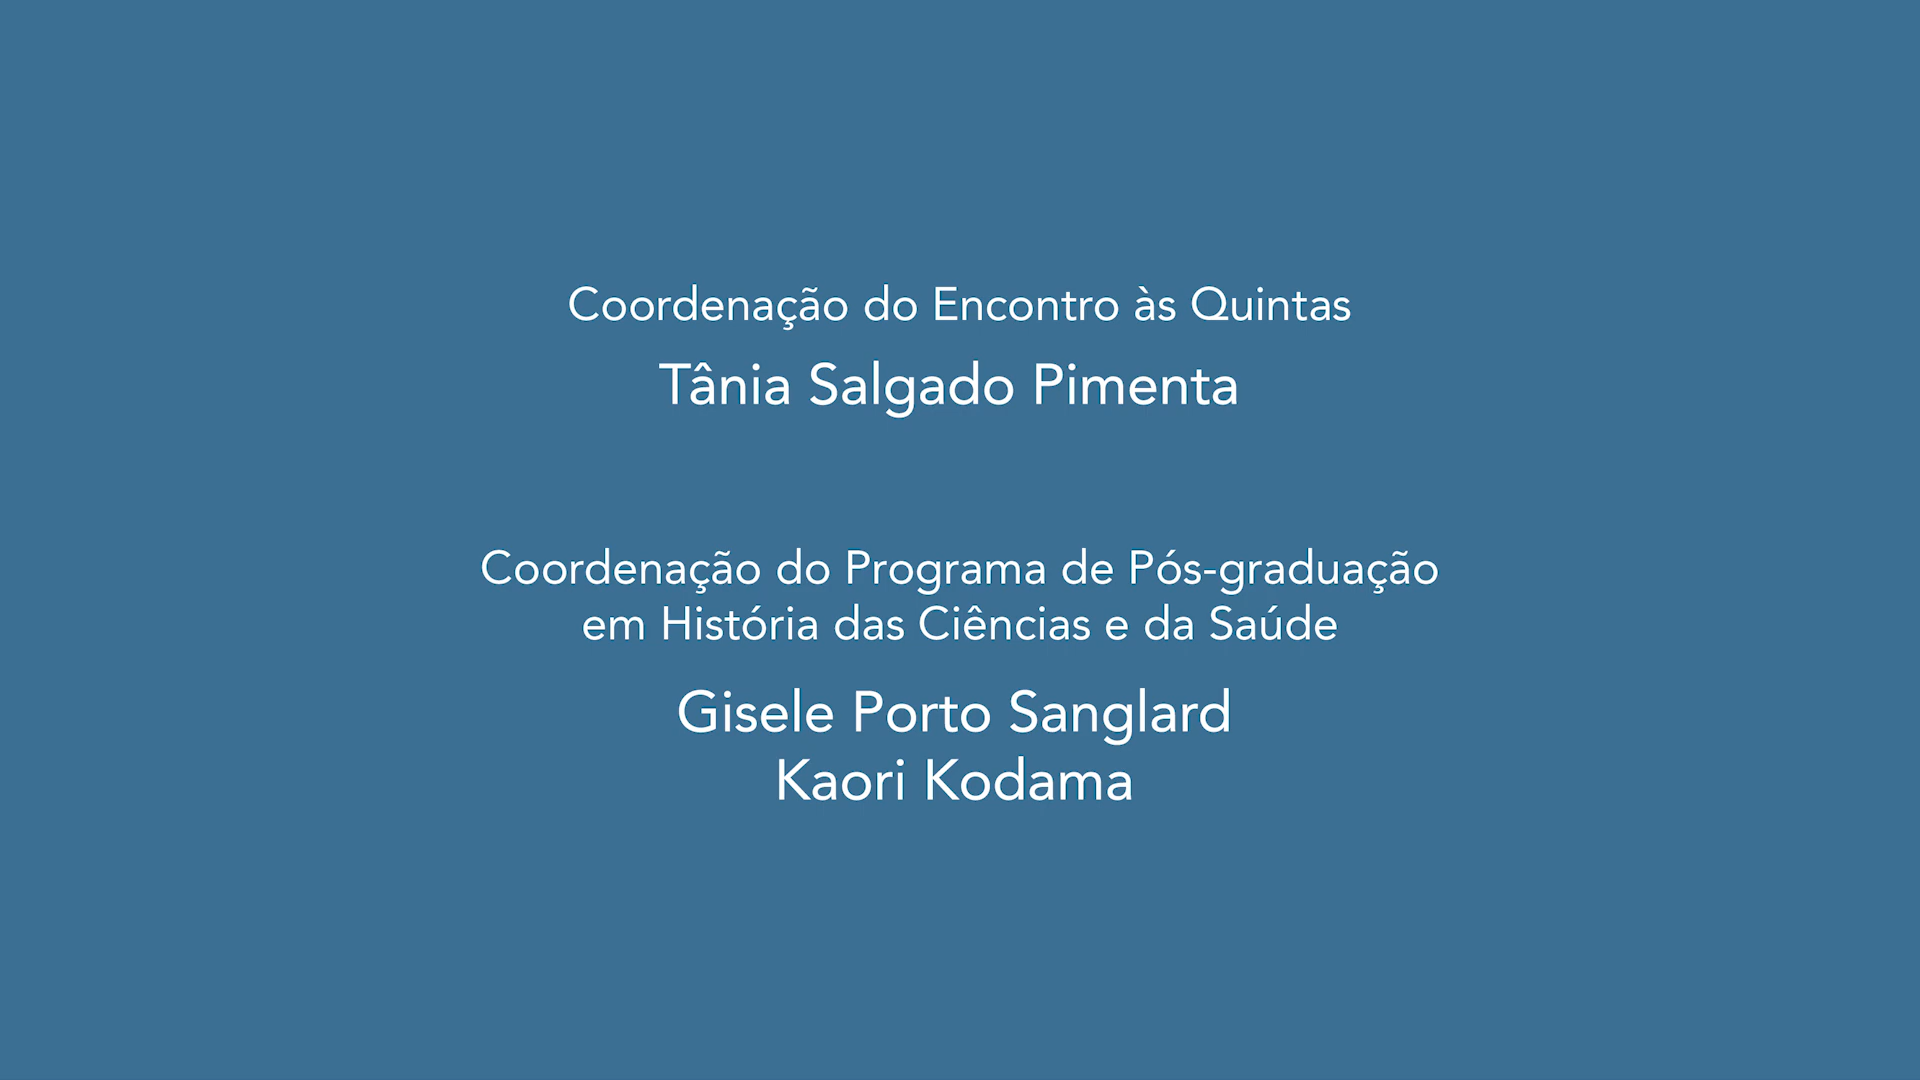 Coordenação do Encontro às Quintas
Tânia Salgado Pimenta
Coordenação do Programa de Pós-graduação
em História das Ciências e da Saúde
Gisele Porto Sanglard
Kaori Kodama